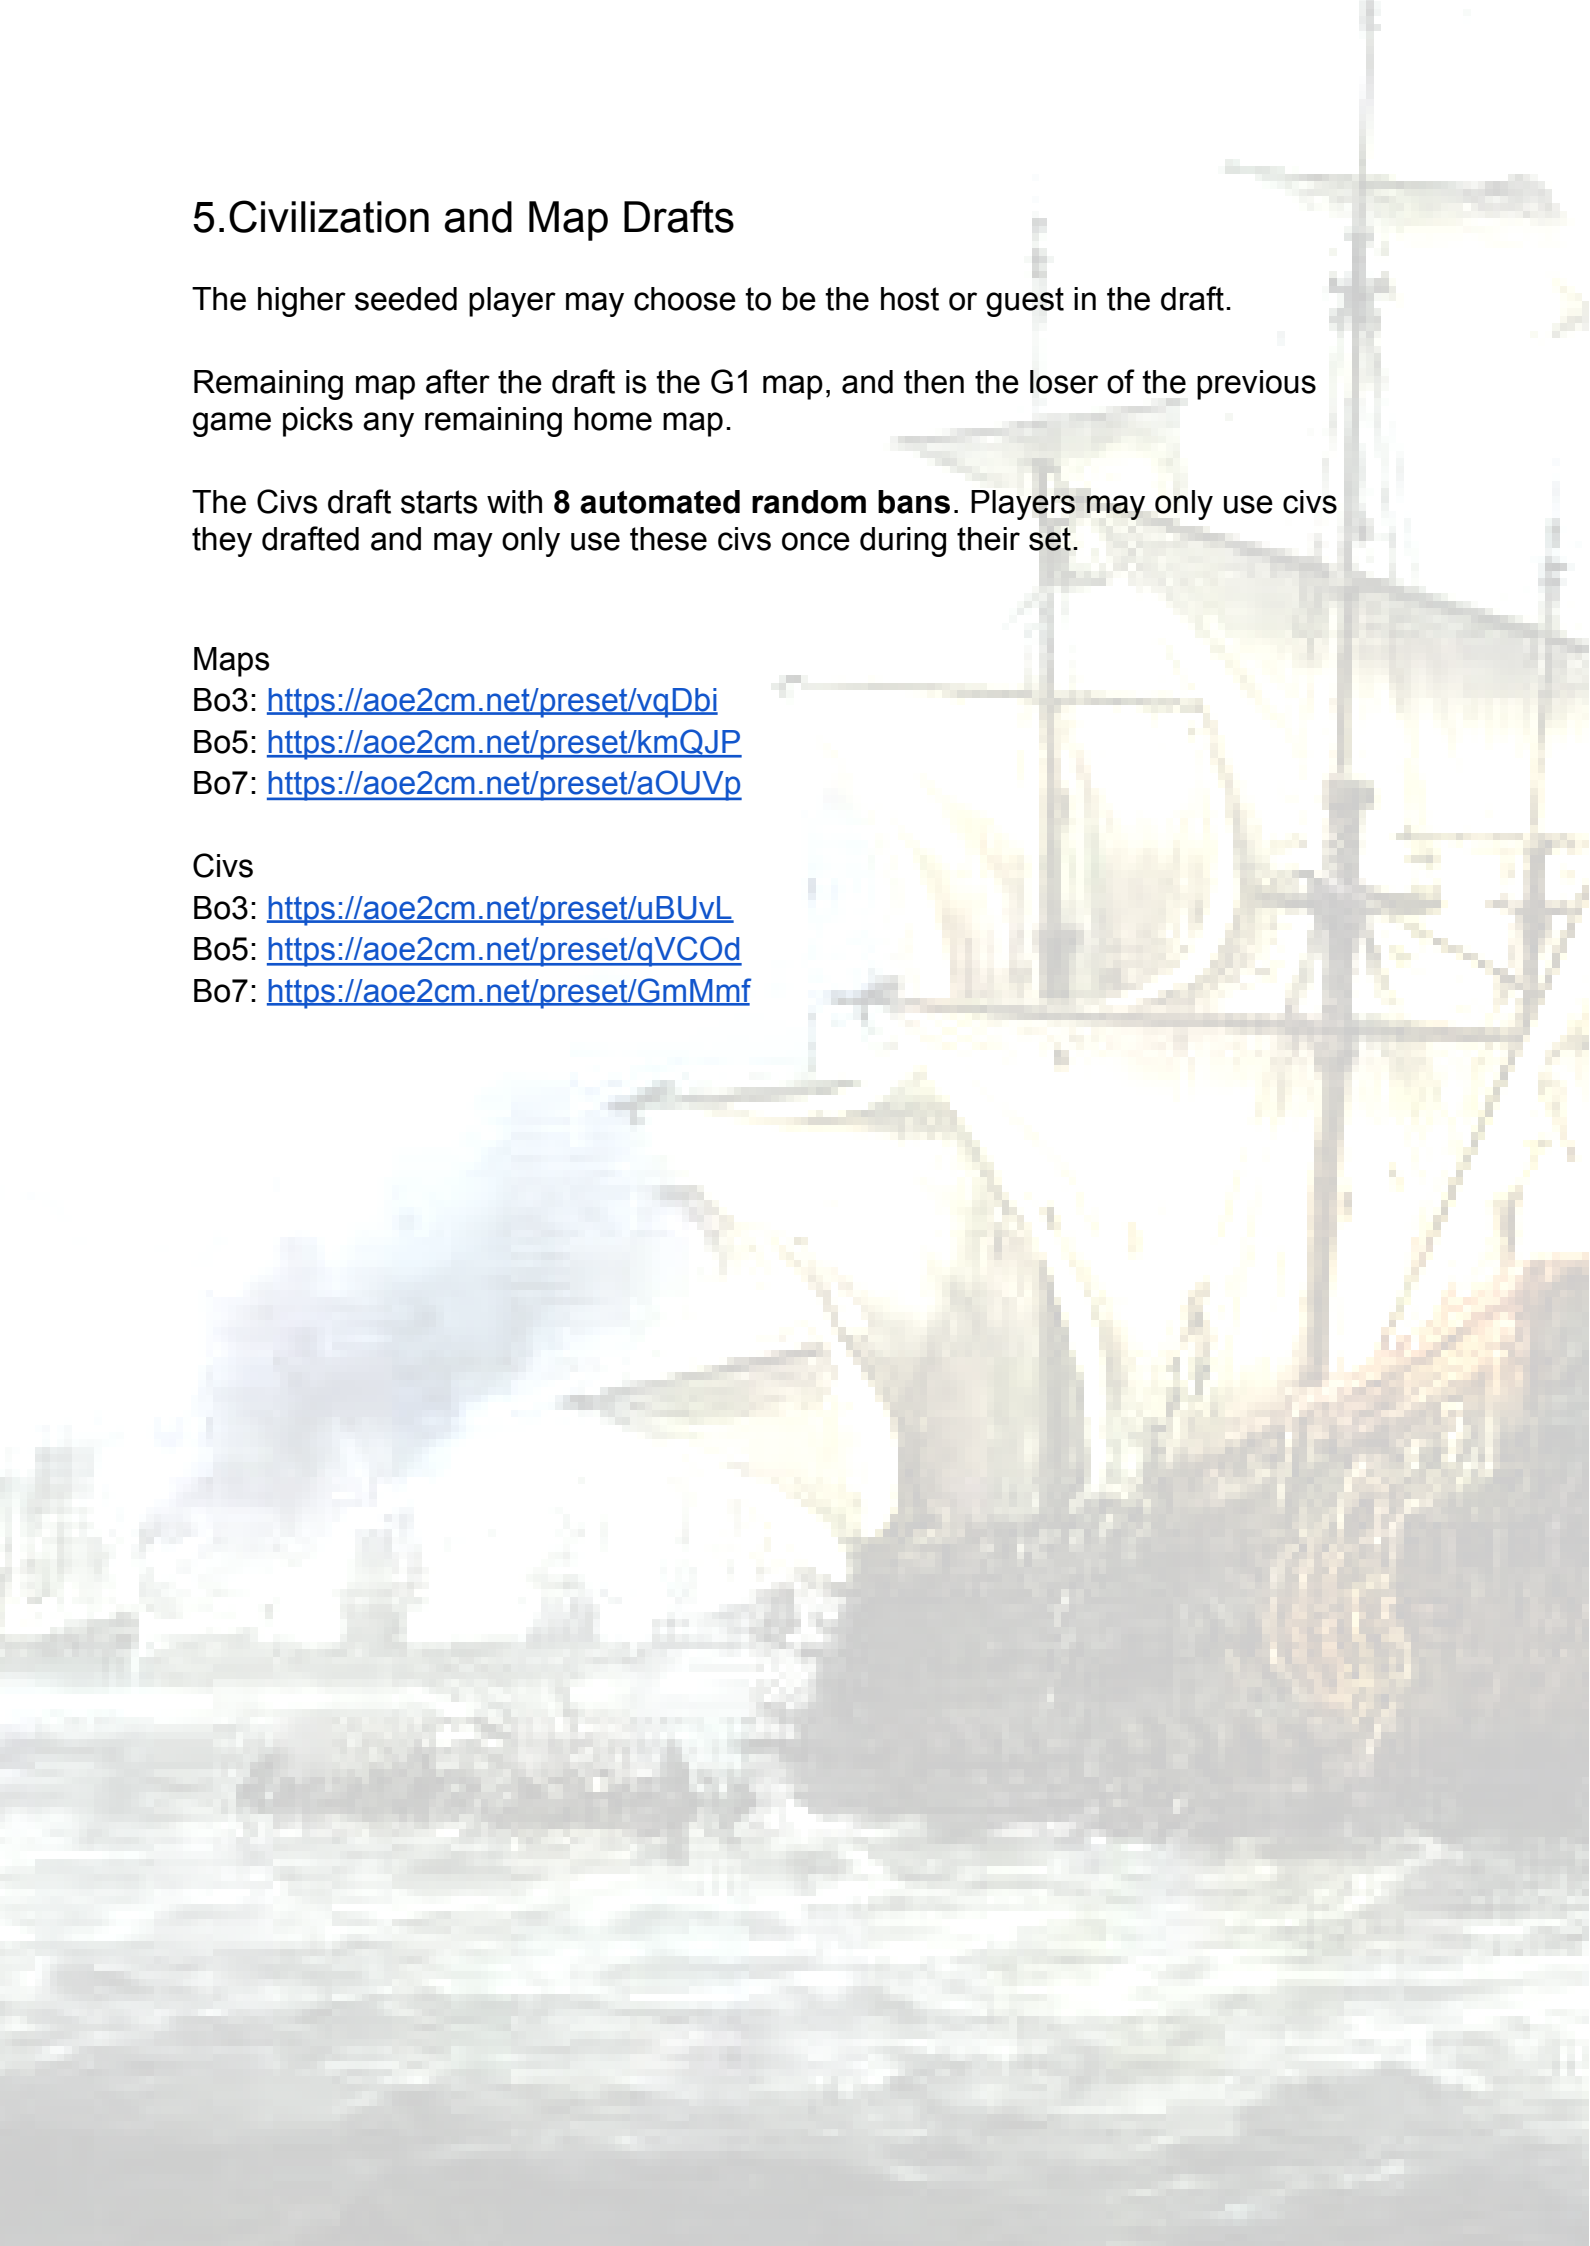 5.Civilization and Map Drafts
The higher seeded player may choose to be the host or guest in the draft.
Remaining map after the draft is the G1 map, and then the loser of the previous
game picks any remaining home map.
The Civs draft starts with 8 automated random bans. Players may only use civs
they drafted and may only use these civs once during their set.
Maps
Bo3: https://aoe2cm.net/preset/vqDbi
Bo5: https://aoe2cm.net/preset/kmQJP
Bo7: https://aoe2cm.net/preset/aOUVp
Civs
Bo3: https://aoe2cm.net/preset/uBUvL
Bo5: https://aoe2cm.net/preset/qVCOd
Bo7: https://aoe2cm.net/preset/GmMmf